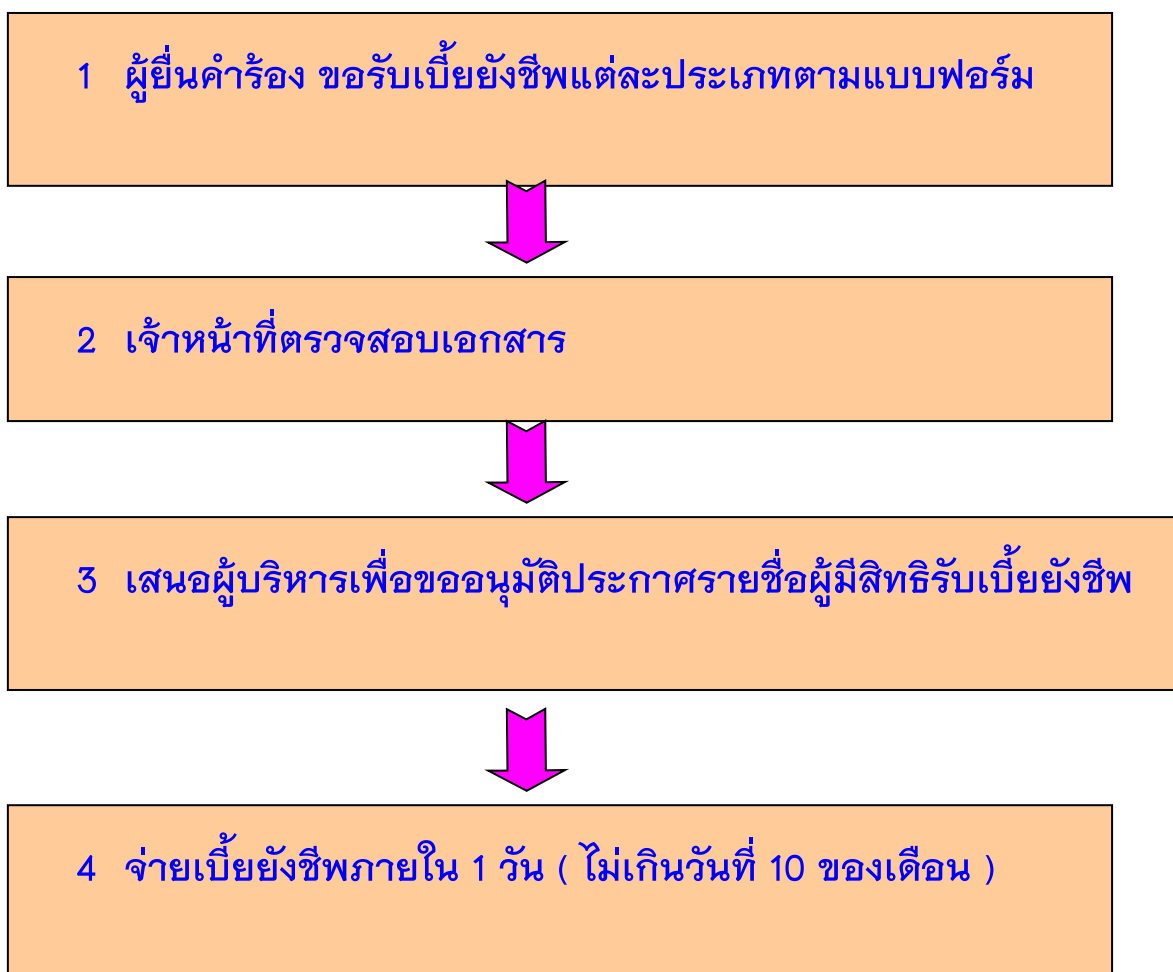 1 ผู้ยื่นคำร้อง ขอรับเบี้ยยังชีพแต่ละประเภทตามแบบฟอร์ม
2 เจ้าหน้าที่ตรวจสอบเอกสาร
3 เสนอผู้บริหารเพื่อขออนุมัติประกาศรายชื่อผู้มีสิทธิรับเบี้ยยังชีพ
4 จ่ายเบี้ยยังชีพภายใน 1 วัน ( ไม่เกินวันที่ 10 ของเดือน )